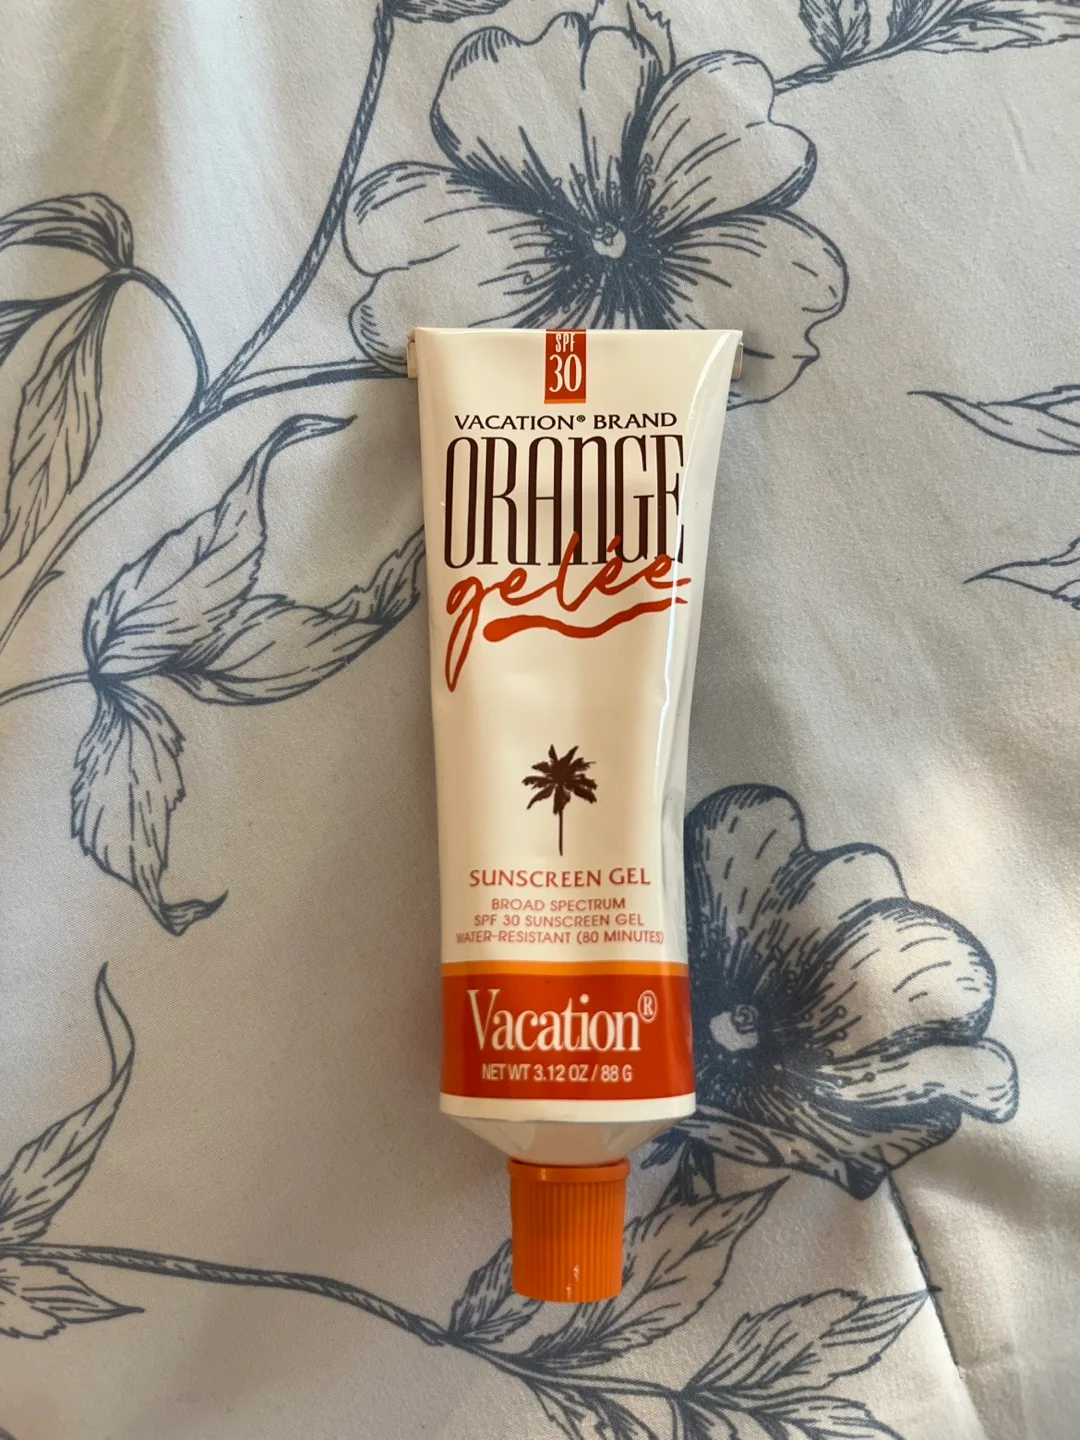 SPF
30
VACATION® BRAND
ORANGE
gelée
SUNSCREEN GEL
BROAD SPECTRUM
SPF 30 SUNSCREEN GEL
WATER-RESISTANT (80 MINUTES)
Vacation®
NET WT 3.12 OZ / 88 G